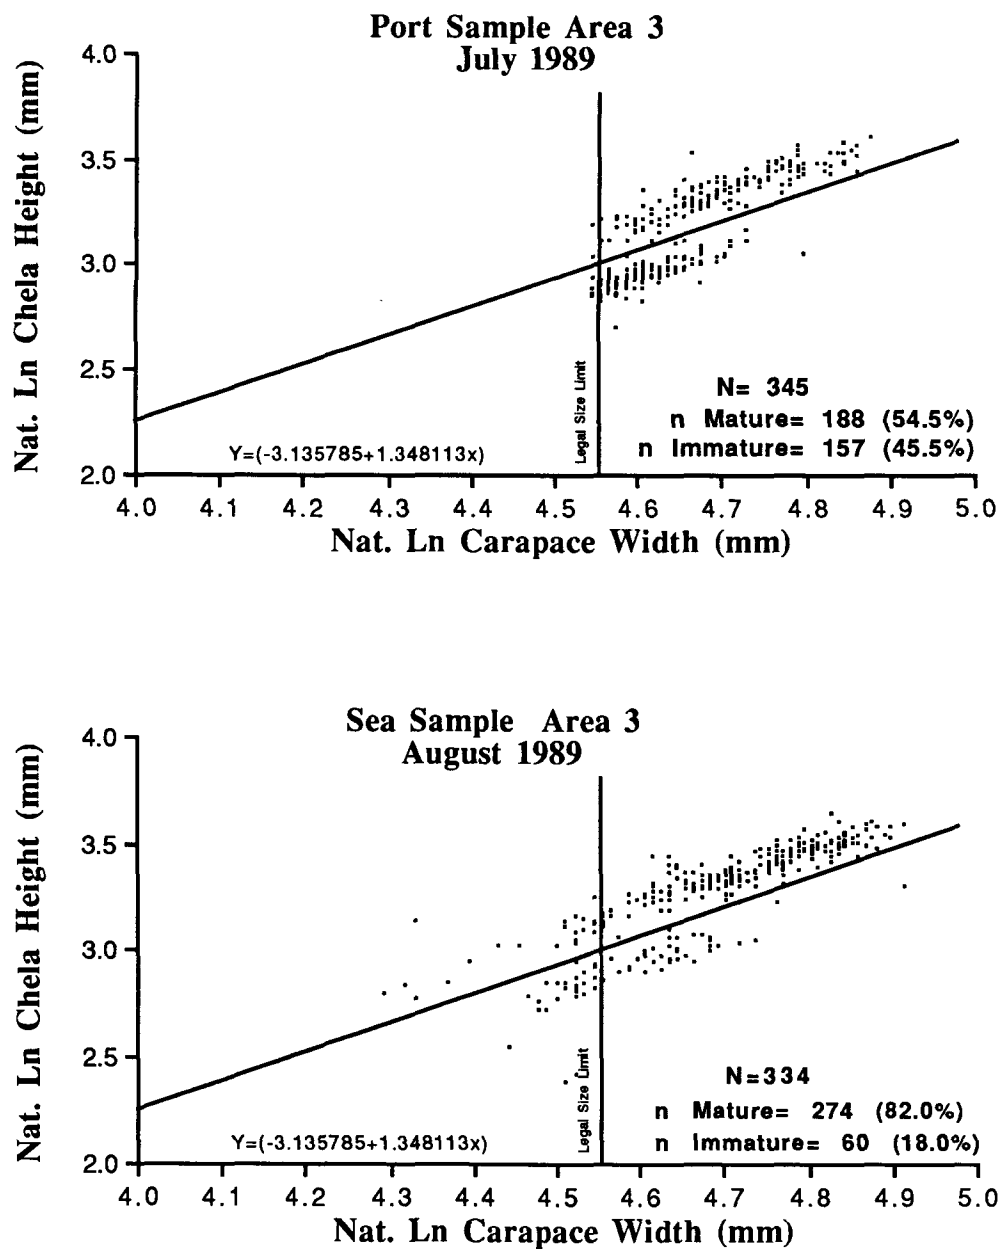 Port Sample Area 3
July 1989
Nat. Ln Chela Height (mm)
4.0
3.5
3.0
2.5
2.0
Legal Size Limit
N= 345
n Mature= 188 (54.5%)
n Immature= 157 (45.5%)
Y=(-3.135785+1.348113x)
4.0 4.1 4.2 4.3 4.4 4.5 4.6 4.7 4.8 4.9 5.0
Nat. Ln Carapace Width (mm)
Sea Sample Area 3
August 1989
Nat. Ln Chela Height (mm)
4.0
3.5
3.0
2.5
2.0
Legal Size Limit
N=334
n Mature= 274 (82.0%)
n Immature= 60 (18.0%)
Y=(-3.135785+1.348113x)
4.0 4.1 4.2 4.3 4.4 4.5 4.6 4.7 4.8 4.9 5.0
Nat. Ln Carapace Width (mm)